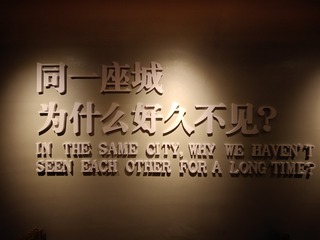 同一座城
为什么好久不见?
IN THE SAME CITY, WHY WE HAVEN'T
SEEN EACH OTHER FOR A LONG TIME?